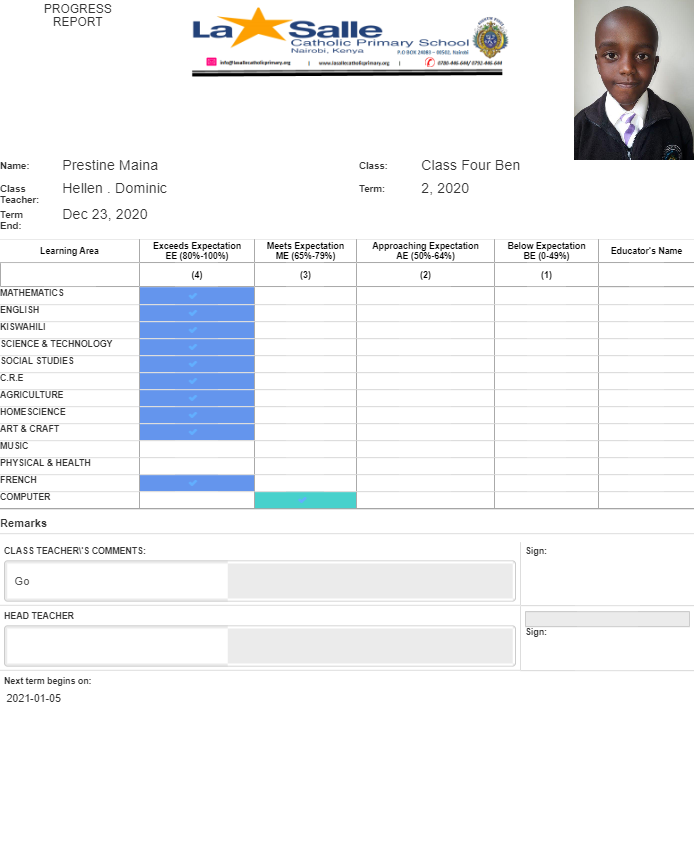 PROGRESS
REPORT
La Salle
Catholic Primary School
Nairobi, Kenya
P.O BOX 24083 – 00502, Nairobi
info@lasallecatholicprimary.org | www.lasallecatholicprimary.org | 0780-446-644/ 0792-446-644
Name: Prestine Maina Class: Class Four Ben
Class Teacher: Hellen . Dominic Term: 2, 2020
Term End: Dec 23, 2020
Learning Area Exceeds Expectation EE (80%-100%) Meets Expectation ME (65%-79%) Approaching Expectation AE (50%-64%) Below Expectation BE (0-49%) Educator's Name
(4) (3) (2) (1)
MATHEMATICS
ENGLISH
KISWAHILI
SCIENCE & TECHNOLOGY
SOCIAL STUDIES
C.R.E
AGRICULTURE
HOMESCIENCE
ART & CRAFT
MUSIC
PHYSICAL & HEALTH
FRENCH
COMPUTER
Remarks
CLASS TEACHER\'S COMMENTS: Sign:
Go
HEAD TEACHER
Sign:
Next term begins on:
2021-01-05